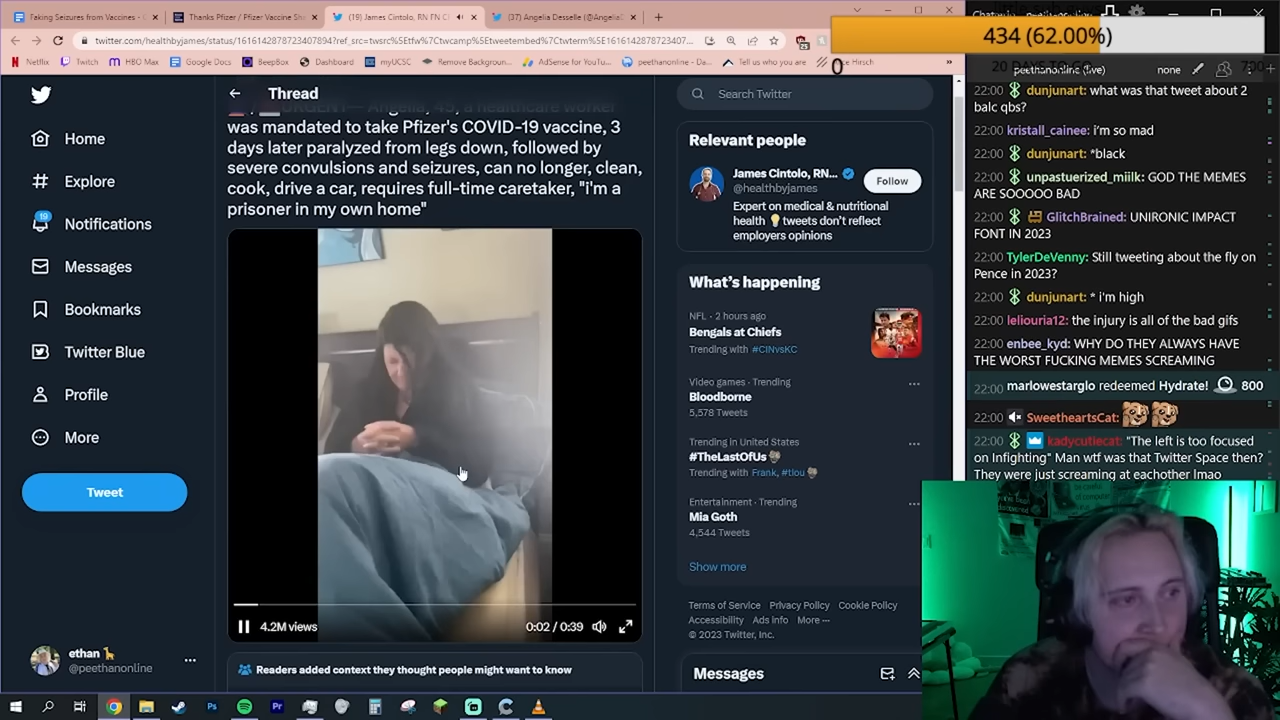 Faking Seizures from Vaccines - G
Thanks Pfizer / Pfizer Vaccine Sh
(19) James Cintolo, RN FN C
(37) Angelia Desselle (@AngeliaD
twitter.com/healthbyjames/status/1616142878723407894?ref_src=twsrc%5Etfw%7Ctwcamp%5Etweetembed%7Ctwterm%5E1616142878723407...
Netflix
Twitch
HBO Max
Google Docs
BeepBox
Dashboard
myUCSC
Remove Backgroun...
AdSense for YouTu...
peethanonline - Da...
Tell us who you are
ce Hirsch
434 (62.00%)
0
Thread
URGENT— Angelia, 45, a healthcare worker
was mandated to take Pfizer's COVID-19 vaccine, 3
days later paralyzed from legs down, followed by
severe convulsions and seizures, can no longer, clean,
cook, drive a car, requires full-time caretaker, "i'm a
prisoner in my own home"
Home
Explore
19
Notifications
Messages
Bookmarks
Twitter Blue
Profile
More
Tweet
ethan
@peethanonline
4.2M views
0:02 / 0:39
Readers added context they thought people might want to know
Search Twitter
Relevant people
James Cintolo, RN...
@healthbyjames
Follow
Expert on medical & nutritional
health tweets don't reflect
employers opinions
What's happening
NFL · 2 hours ago
Bengals at Chiefs
Trending with #CINvsKC
Video games · Trending
Bloodborne
5,578 Tweets
Trending in United States
#TheLastOfUs
Trending with Frank, #tlou
Entertainment · Trending
Mia Goth
4,544 Tweets
Show more
Terms of Service Privacy Policy Cookie Policy
Accessibility Ads info More ···
© 2023 Twitter, Inc.
Messages
peethanonline (live)
none
22:00 dunjunart: what was that tweet about 2
balc qbs?
22:00 kristall_cainee: i'm so mad
22:00 dunjunart: *black
22:00 unpastuerized_miilk: GOD THE MEMES
ARE SOOOOO BAD
22:00 GlitchBrained: UNIRONIC IMPACT
FONT IN 2023
22:00 TylerDeVenny: Still tweeting about the fly on
Pence in 2023?
22:00 dunjunart: * i'm high
22:00 leliouria12: the injury is all of the bad gifs
22:00 enbee_kyd: WHY DO THEY ALWAYS HAVE
THE WORST FUCKING MEMES SCREAMING
22:00 marlowestarglo redeemed Hydrate! 800
22:00 SweetheartsCat:
22:00 kadycutiecat: "The left is too focused
on Infighting" Man wtf was that Twitter Space then?
They were just screaming at eachother lmao